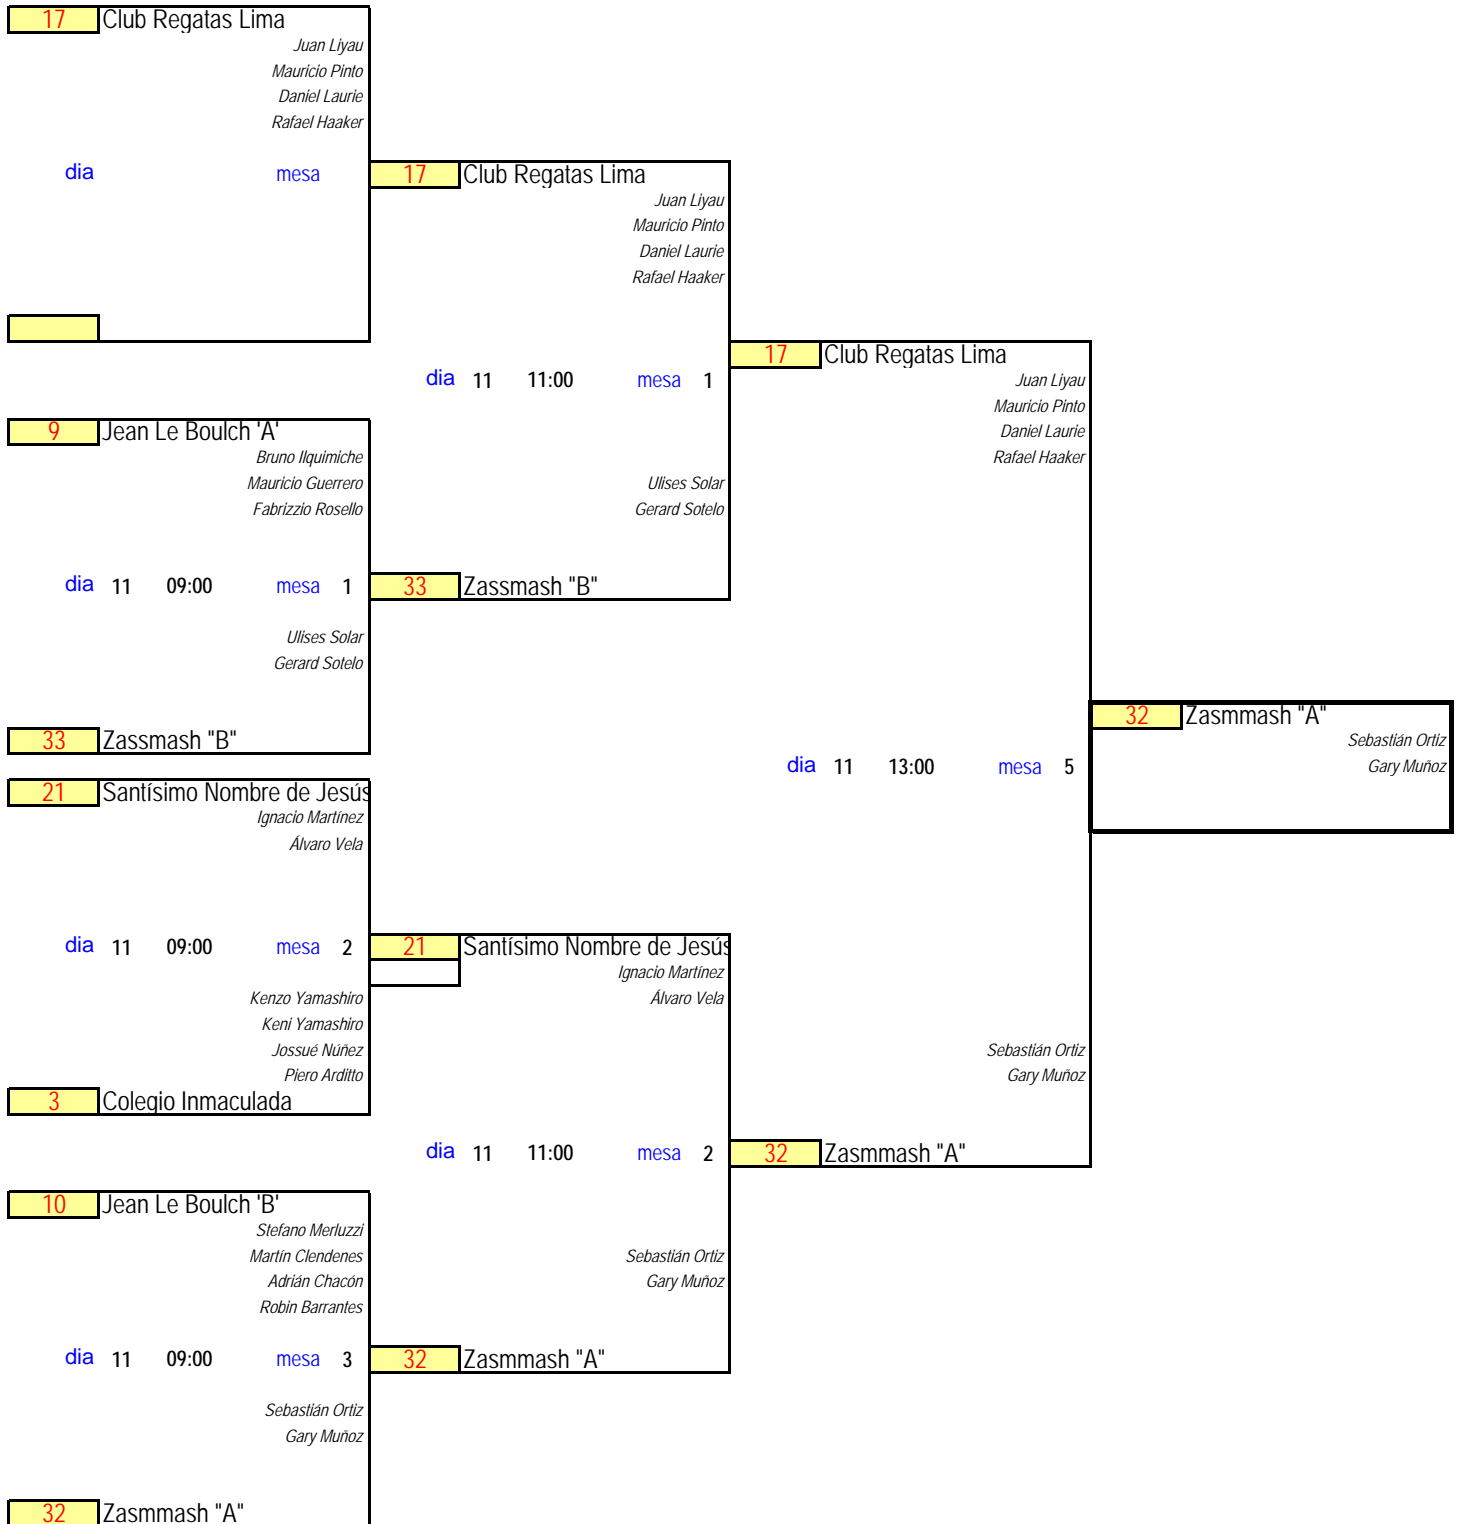 17 Club Regatas Lima
Juan Liyau
Mauricio Pinto
Daniel Laurie
Rafael Haaker
dia mesa 17 Club Regatas Lima
Juan Liyau
Mauricio Pinto
Daniel Laurie
Rafael Haaker
17 Club Regatas Lima
dia 11 11:00 mesa 1 Juan Liyau
Mauricio Pinto
9 Jean Le Boulch 'A' Daniel Laurie
Bruno Ilquimiche Rafael Haaker
Mauricio Guerrero Ulises Solar
Fabrizzio Rosello Gerard Sotelo
dia 11 09:00 mesa 1 33 Zassmash "B"
Ulises Solar
Gerard Sotelo
32 Zasmmash "A"
33 Zassmash "B" Sebastián Ortiz
dia 11 13:00 mesa 5 Gary Muñoz
21 Santísimo Nombre de Jesús
Ignacio Martínez
Álvaro Vela
dia 11 09:00 mesa 2 21 Santísimo Nombre de Jesús
Ignacio Martínez
Kenzo Yamashiro Álvaro Vela
Keni Yamashiro
Jossué Núñez Sebastián Ortiz
Piero Arditto Gary Muñoz
3 Colegio Inmaculada
dia 11 11:00 mesa 2 32 Zasmmash "A"
10 Jean Le Boulch 'B'
Stefano Merluzzi
Martín Clendenes Sebastián Ortiz
Adrián Chacón Gary Muñoz
Robin Barrantes
dia 11 09:00 mesa 3 32 Zasmmash "A"
Sebastián Ortiz
Gary Muñoz
32 Zasmmash "A"